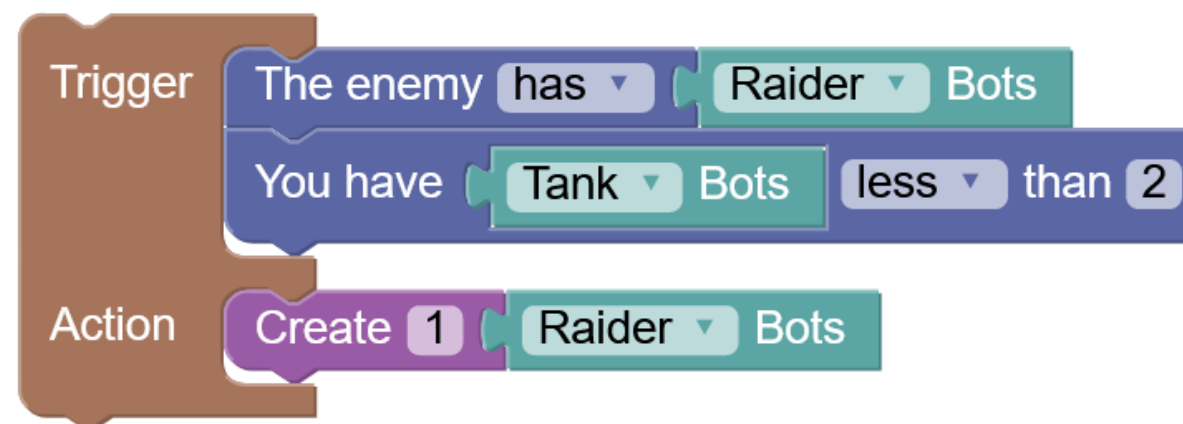 Trigger The enemy has Raider Bots
You have Tank Bots less than 2
Action Create 1 Raider Bots